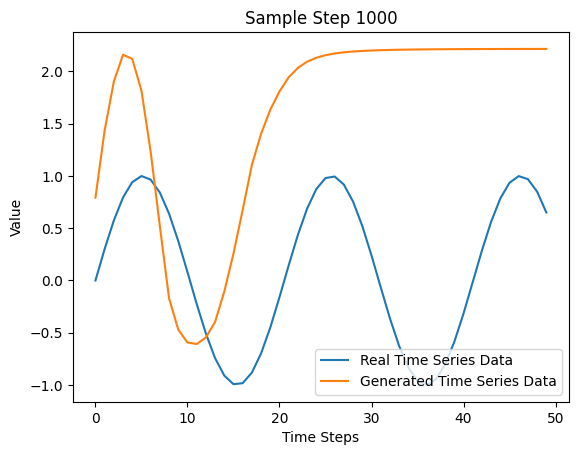 Sample Step 1000
Value
2.0
1.5
1.0
0.5
0.0
−0.5
−1.0
Real Time Series Data
Generated Time Series Data
0 10 20 30 40 50
Time Steps